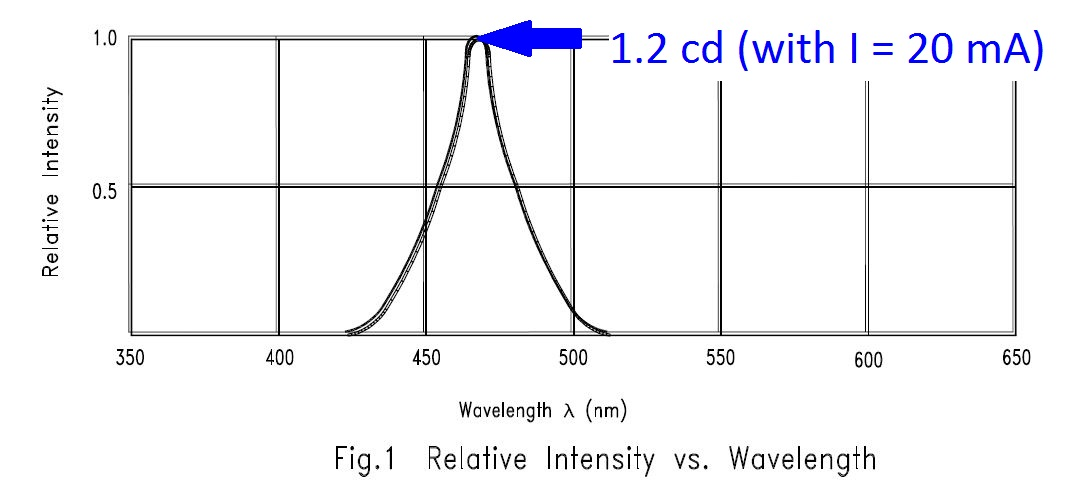 1.0
1.2 cd (with I = 20 mA)
Relative Intensity
0.5
350 400 450 500 550 600 650
Wavelength λ (nm)
Fig.1 Relative Intensity vs. Wavelength